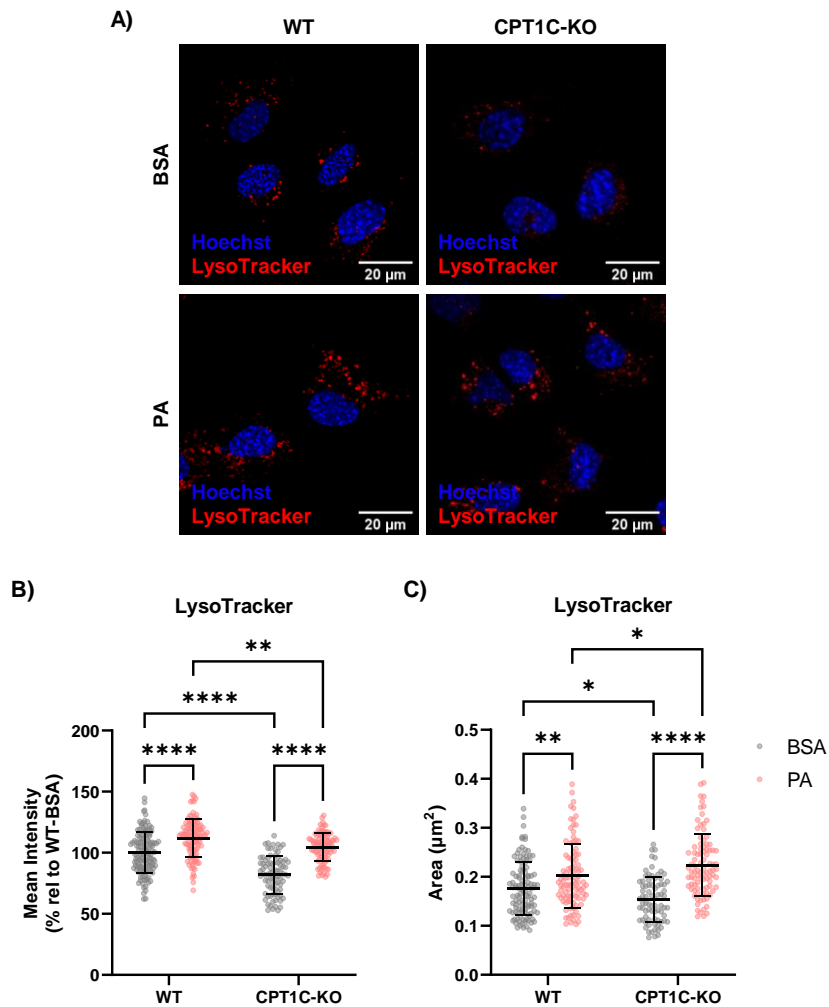 A)
WT
CPT1C-KO
BSA
Hoechst
LysoTracker
20 µm
Hoechst
LysoTracker
20 µm
PA
Hoechst
LysoTracker
20 µm
Hoechst
LysoTracker
20 µm
B)
LysoTracker
**
****
****
****
Mean Intensity
(% rel to WT-BSA)
200
150
100
50
0
WT
CPT1C-KO
C)
LysoTracker
*
*
**
****
Area (µm²)
0.5
0.4
0.3
0.2
0.1
0.0
WT
CPT1C-KO
BSA
PA